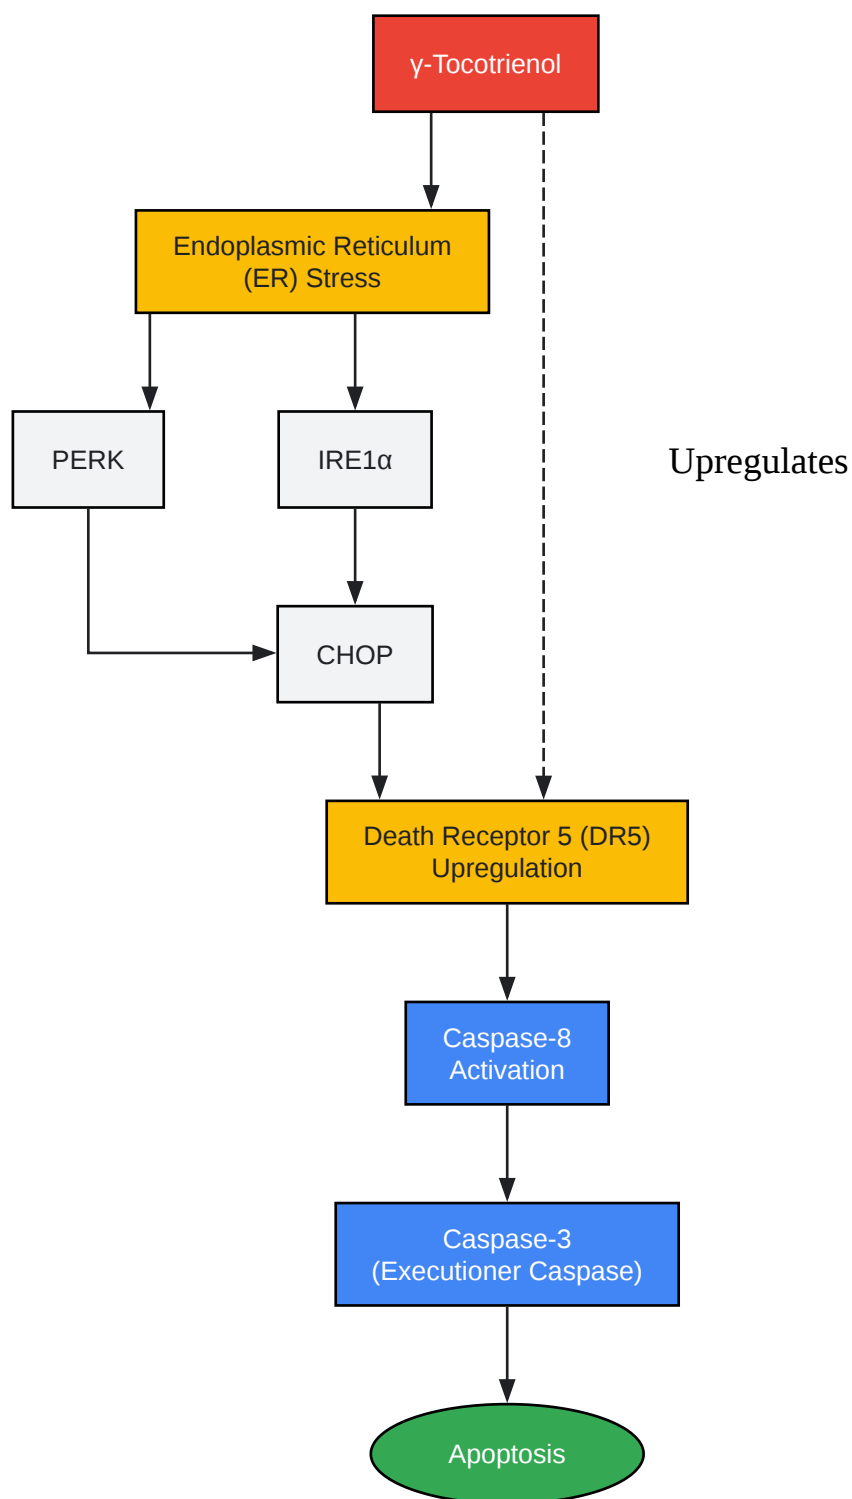 γ-Tocotrienol
Endoplasmic Reticulum
(ER) Stress
PERK
IRE1α
Upregulates
CHOP
Death Receptor 5 (DR5)
Upregulation
Caspase-8
Activation
Caspase-3
(Executioner Caspase)
Apoptosis